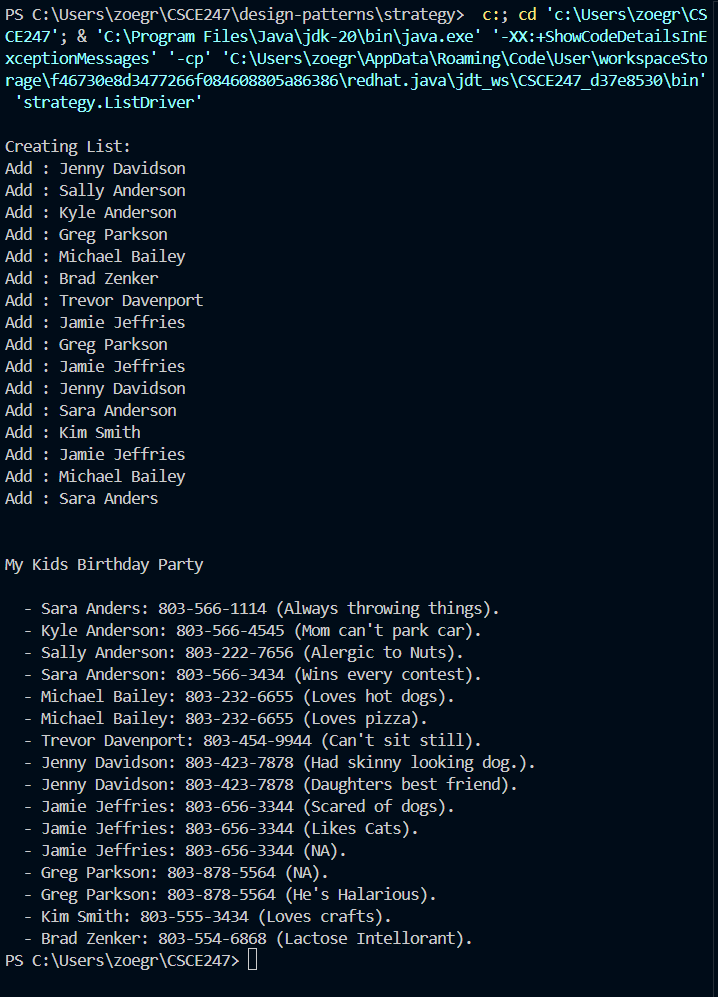 PS C:\Users\zoegr\CSCE247\design-patterns\strategy>  c:; cd 'c:\Users\zoegr\CS
CE247'; & 'C:\Program Files\Java\jdk-20\bin\java.exe' '-XX:+ShowCodeDetailsInE
xceptionMessages' '-cp' 'C:\Users\zoegr\AppData\Roaming\Code\User\workspaceSto
rage\f46730e8d3477266f084608805a86386\redhat.java\jdt_ws\CSCE247_d37e8530\bin'
 'strategy.ListDriver'

Creating List:
Add : Jenny Davidson
Add : Sally Anderson
Add : Kyle Anderson
Add : Greg Parkson
Add : Michael Bailey
Add : Brad Zenker
Add : Trevor Davenport
Add : Jamie Jeffries
Add : Greg Parkson
Add : Jamie Jeffries
Add : Jenny Davidson
Add : Sara Anderson
Add : Kim Smith
Add : Jamie Jeffries
Add : Michael Bailey
Add : Sara Anders

My Kids Birthday Party

  - Sara Anders: 803-566-1114 (Always throwing things).
  - Kyle Anderson: 803-566-4545 (Mom can't park car).
  - Sally Anderson: 803-222-7656 (Alergic to Nuts).
  - Sara Anderson: 803-566-3434 (Wins every contest).
  - Michael Bailey: 803-232-6655 (Loves hot dogs).
  - Michael Bailey: 803-232-6655 (Loves pizza).
  - Trevor Davenport: 803-454-9944 (Can't sit still).
  - Jenny Davidson: 803-423-7878 (Had skinny looking dog.).
  - Jenny Davidson: 803-423-7878 (Daughters best friend).
  - Jamie Jeffries: 803-656-3344 (Scared of dogs).
  - Jamie Jeffries: 803-656-3344 (Likes Cats).
  - Jamie Jeffries: 803-656-3344 (NA).
  - Greg Parkson: 803-878-5564 (NA).
  - Greg Parkson: 803-878-5564 (He's Halarious).
  - Kim Smith: 803-555-3434 (Loves crafts).
  - Brad Zenker: 803-554-6868 (Lactose Intellorant).
PS C:\Users\zoegr\CSCE247>